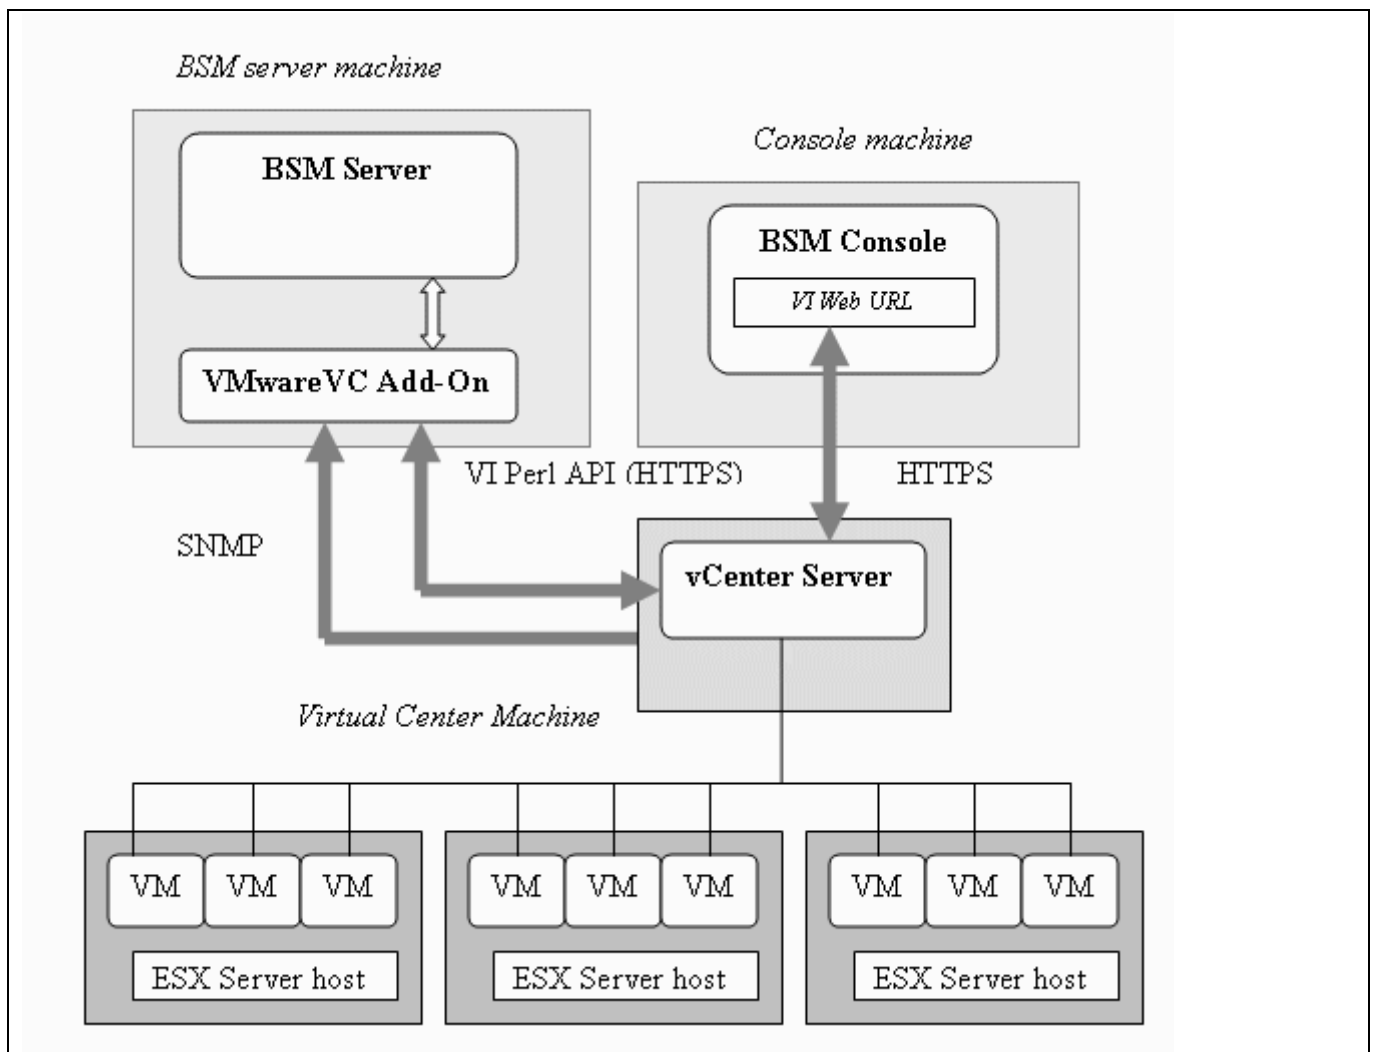 BSM server machine
BSM Server
Console machine
BSM Console
VI Web URL
VMwareVC Add-On
VI Perl API (HTTPS)
HTTPS
SNMP
vCenter Server
Virtual Center Machine
VM VM VM VM VM VM VM VM VM
ESX Server host ESX Server host ESX Server host